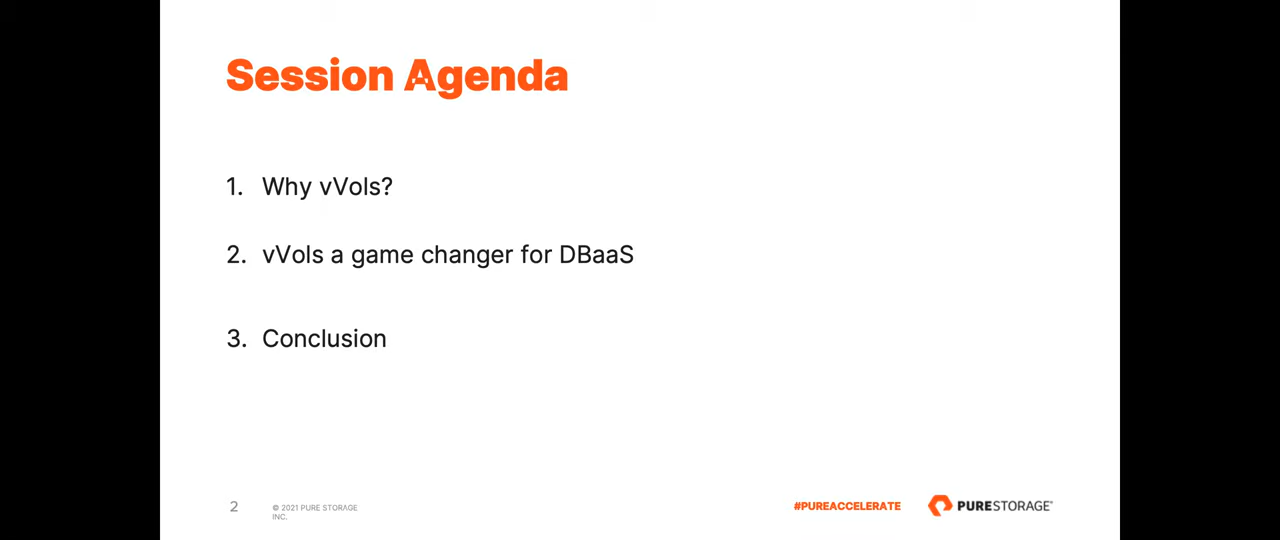 Session Agenda
1. Why vVols?
2. vVols a game changer for DBaaS
3. Conclusion
2
© 2021 PURE STORAGE
INC.
#PUREACCELERATE
PURESTORAGE®